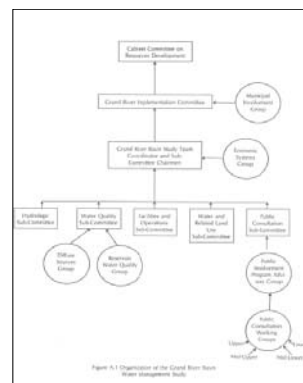 Cabinet Committee on
Resources Development
Grand River Implementation Committee
Municipal
Involvement
Group
Grand River Basin Study Team
Coordinator and Sub-
Committee Chairmen
Economic
Systems
Group
Hydrology
Sub-Committee
Water Quality
Sub-Committee
Facilities and
Operations
Sub-Committee
Water and
Related Land
Use
Sub-Committee
Public
Consultation
Sub-Committee
Diffuse
Sources
Group
Reservoir
Water Quality
Group
Public
Involvement
Program
Group
Public
Consultation
Working
Groups
Upper
Mid Upper
Mid Lower
Figure A.1 Organization of the Grand River Basin
Water Management Study